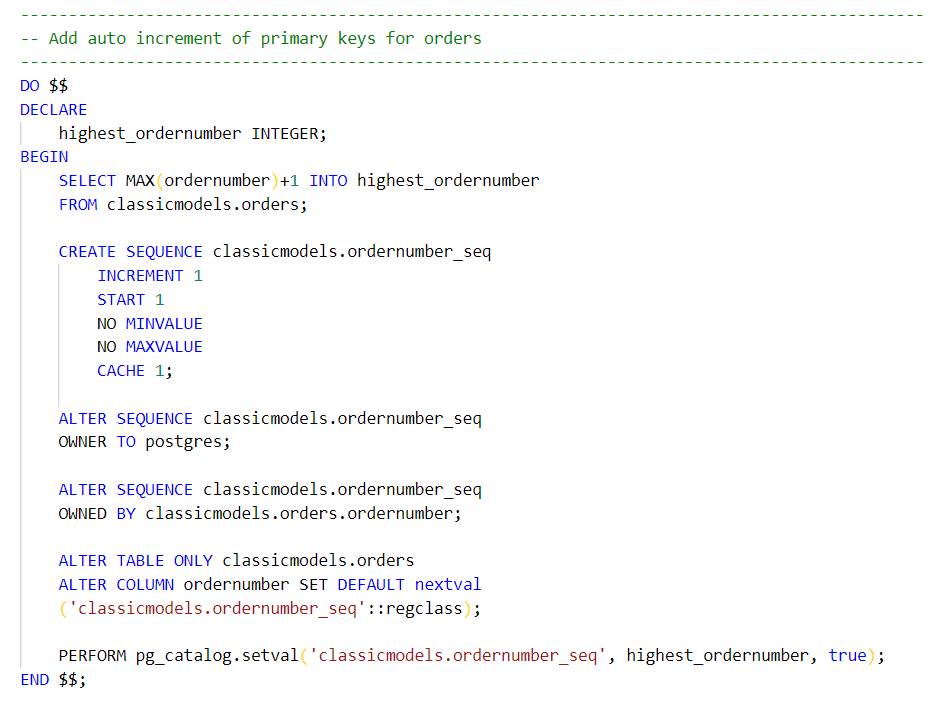 -----------------------------------------------------------------------------------------------
-- Add auto increment of primary keys for orders
-----------------------------------------------------------------------------------------------
DO $$
DECLARE
    highest_ordernumber INTEGER;
BEGIN
    SELECT MAX(ordernumber)+1 INTO highest_ordernumber
    FROM classicmodels.orders;

    CREATE SEQUENCE classicmodels.ordernumber_seq
        INCREMENT 1
        START 1
        NO MINVALUE
        NO MAXVALUE
        CACHE 1;

    ALTER SEQUENCE classicmodels.ordernumber_seq
    OWNER TO postgres;

    ALTER SEQUENCE classicmodels.ordernumber_seq
    OWNED BY classicmodels.orders.ordernumber;

    ALTER TABLE ONLY classicmodels.orders
    ALTER COLUMN ordernumber SET DEFAULT nextval
    ('classicmodels.ordernumber_seq'::regclass);

    PERFORM pg_catalog.setval('classicmodels.ordernumber_seq', highest_ordernumber, true);
END $$;